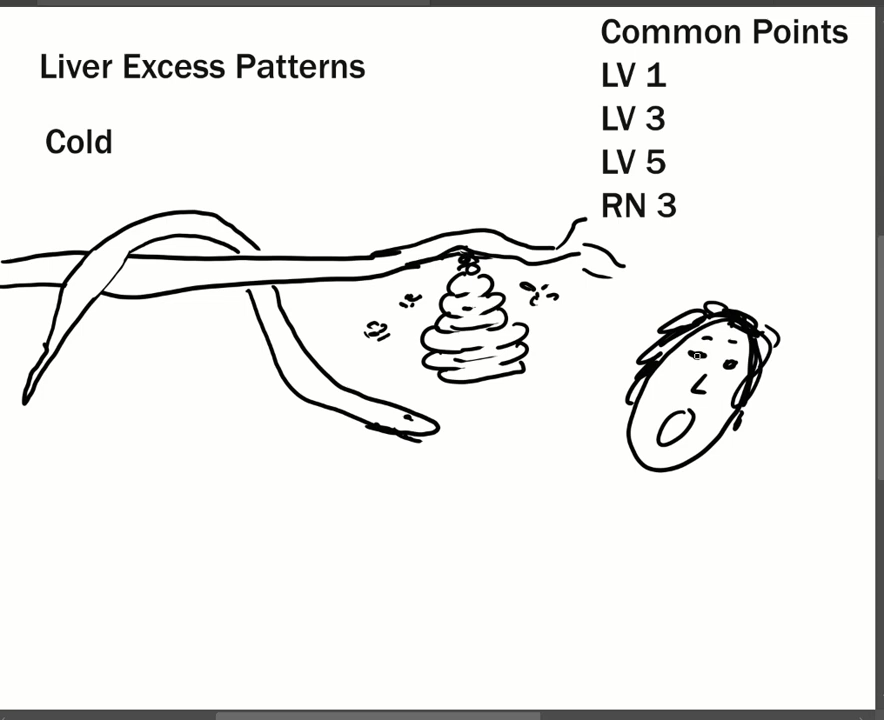 Liver Excess Patterns
Cold
Common Points
LV 1
LV 3
LV 5
RN 3